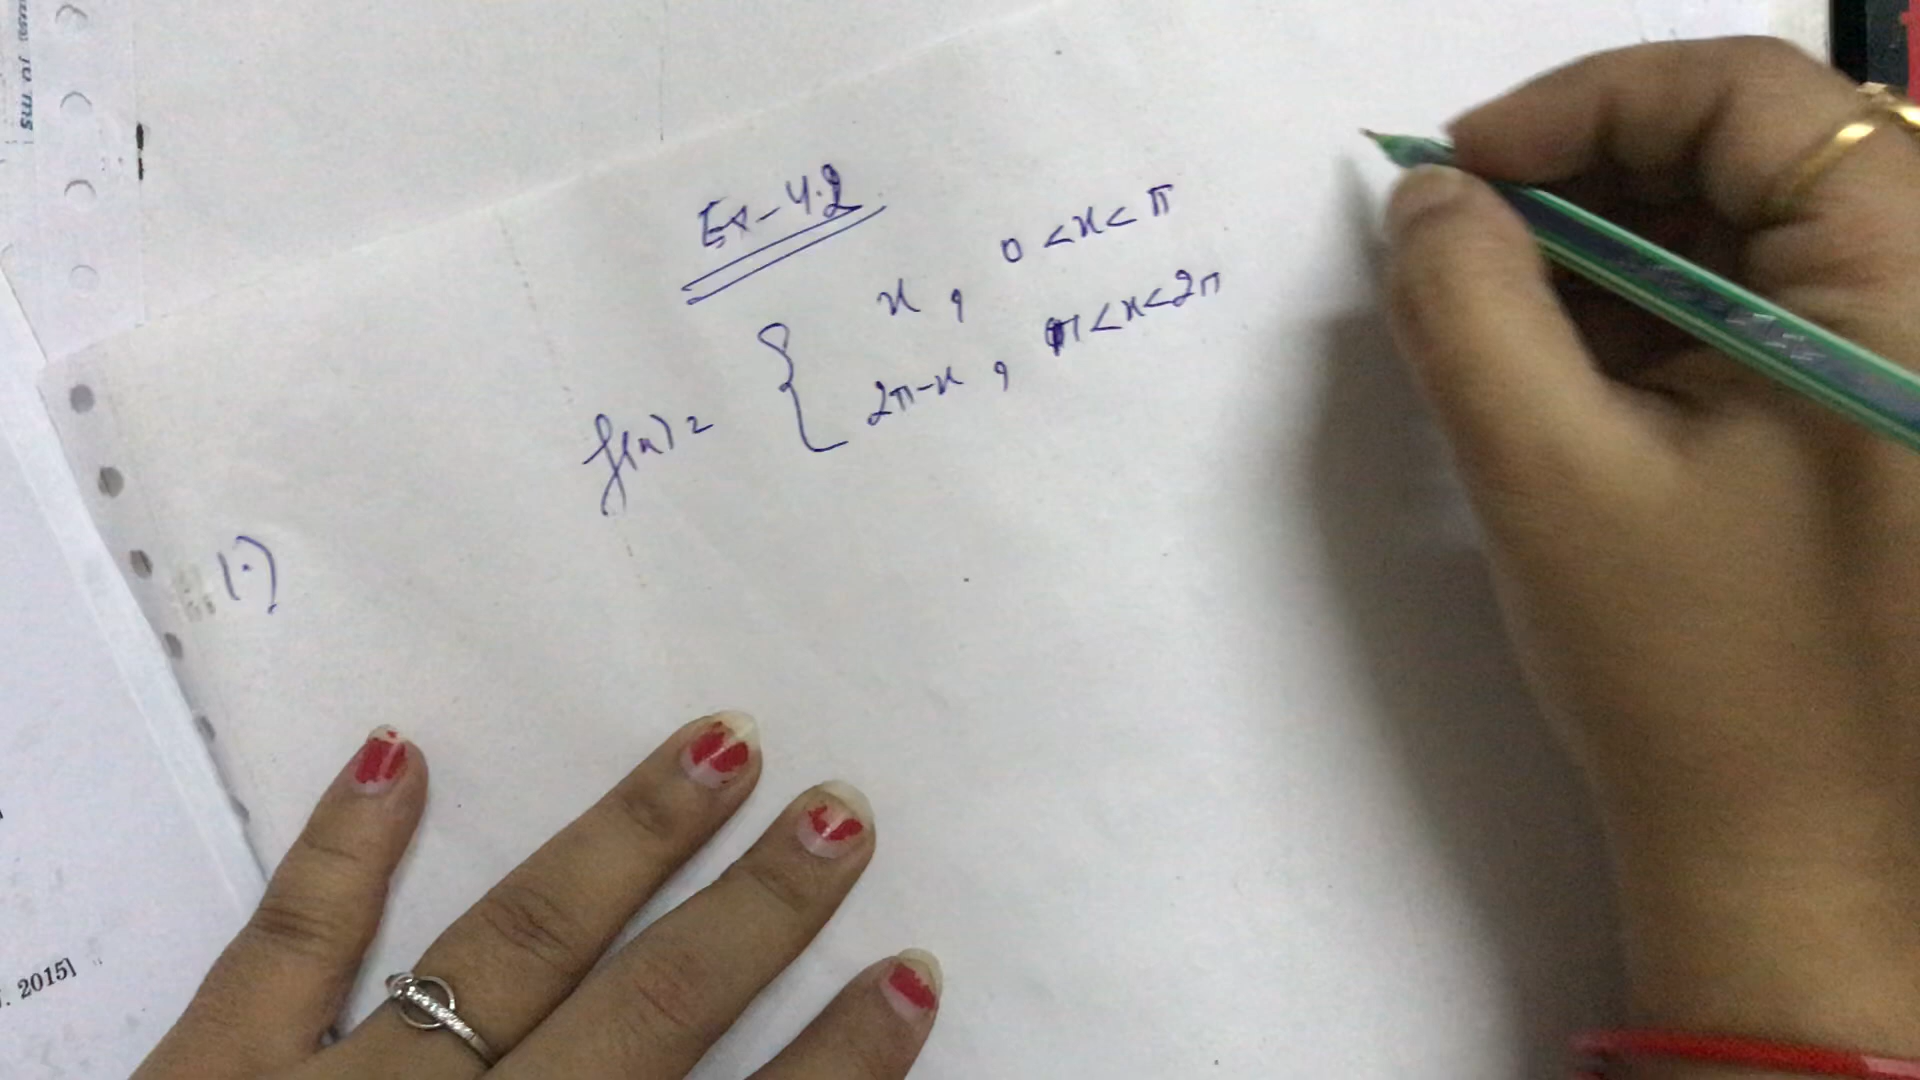 Ex-4.2
x , 0 < x < π
f(x) = { 2π-x , π < x < 2π
(.)
. 2015]